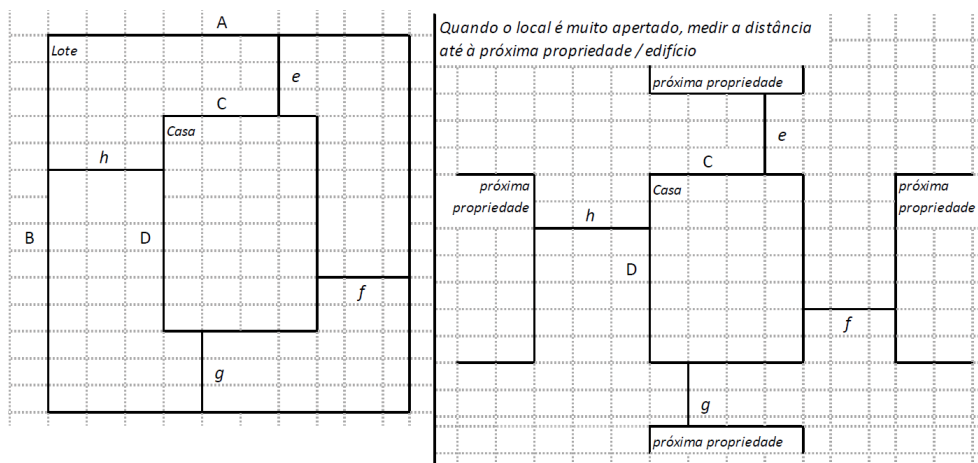 A
Lote
e
C
Casa
h
B
D
f
g
Quando o local é muito apertado, medir a distância
até à próxima propriedade / edifício
próxima propriedade
e
C
próxima
propriedade
Casa
próxima
propriedade
h
D
f
g
próxima propriedade